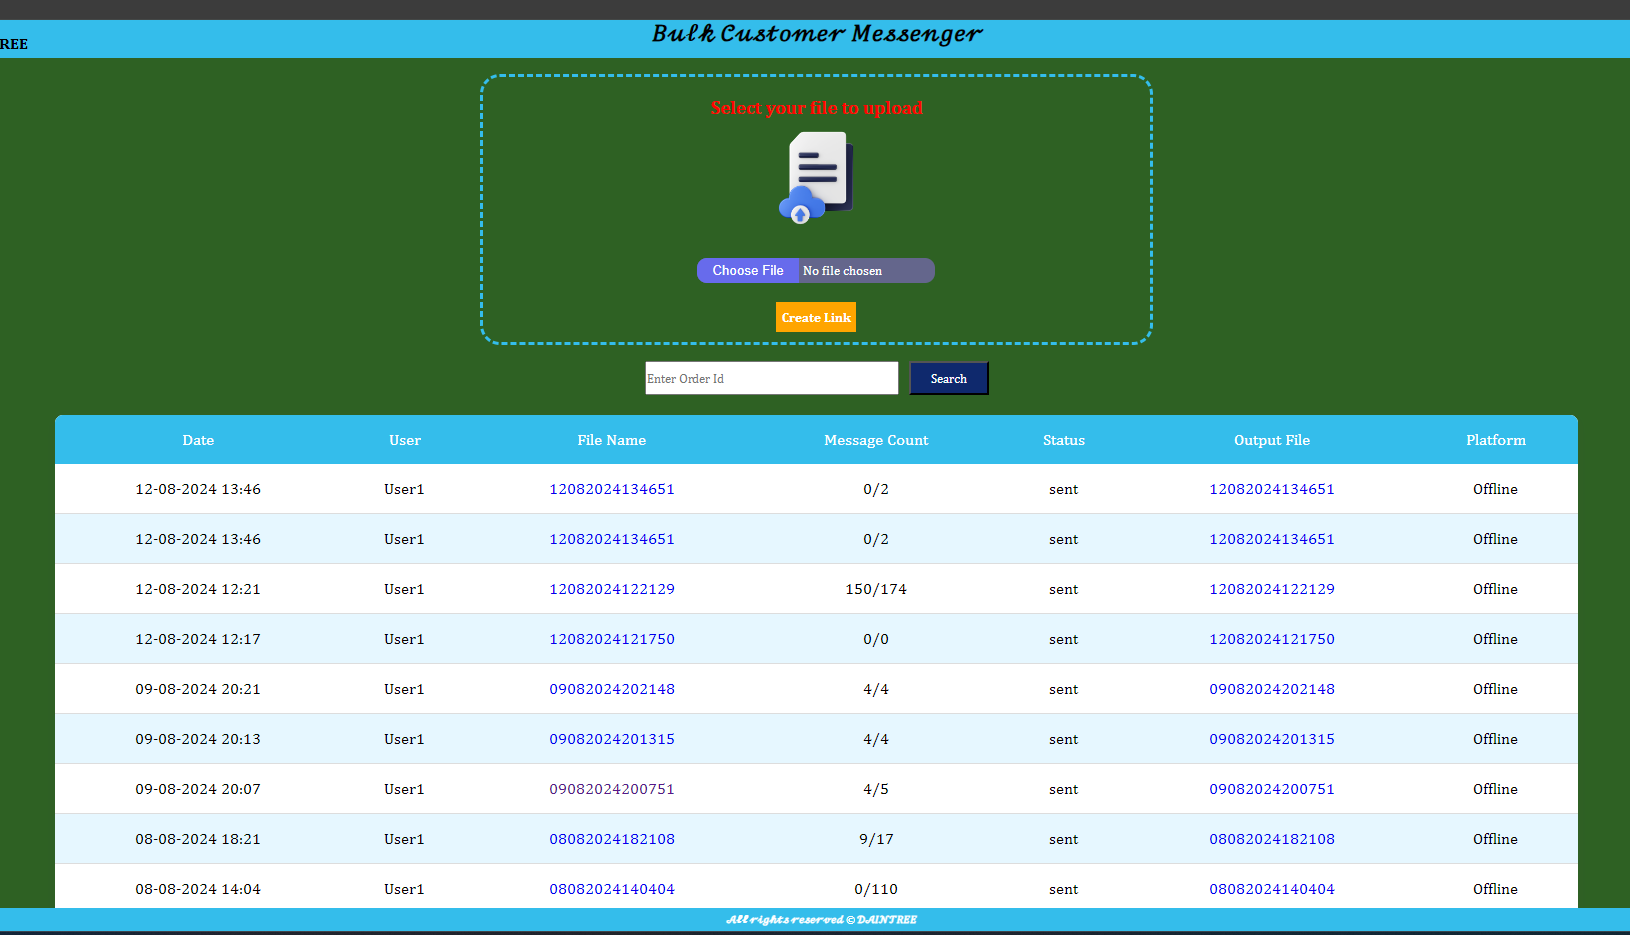 Bulk Customer Messenger
REE
Select your file to upload
Choose File No file chosen
Create Link
Enter Order Id Search
Date User File Name Message Count Status Output File Platform
12-08-2024 13:46 User1 12082024134651 0/2 sent 12082024134651 Offline
12-08-2024 13:46 User1 12082024134651 0/2 sent 12082024134651 Offline
12-08-2024 12:21 User1 12082024122129 150/174 sent 12082024122129 Offline
12-08-2024 12:17 User1 12082024121750 0/0 sent 12082024121750 Offline
09-08-2024 20:21 User1 09082024202148 4/4 sent 09082024202148 Offline
09-08-2024 20:13 User1 09082024201315 4/4 sent 09082024201315 Offline
09-08-2024 20:07 User1 09082024200751 4/5 sent 09082024200751 Offline
08-08-2024 18:21 User1 08082024182108 9/17 sent 08082024182108 Offline
08-08-2024 14:04 User1 08082024140404 0/110 sent 08082024140404 Offline
All rights reserved © DAINTREE